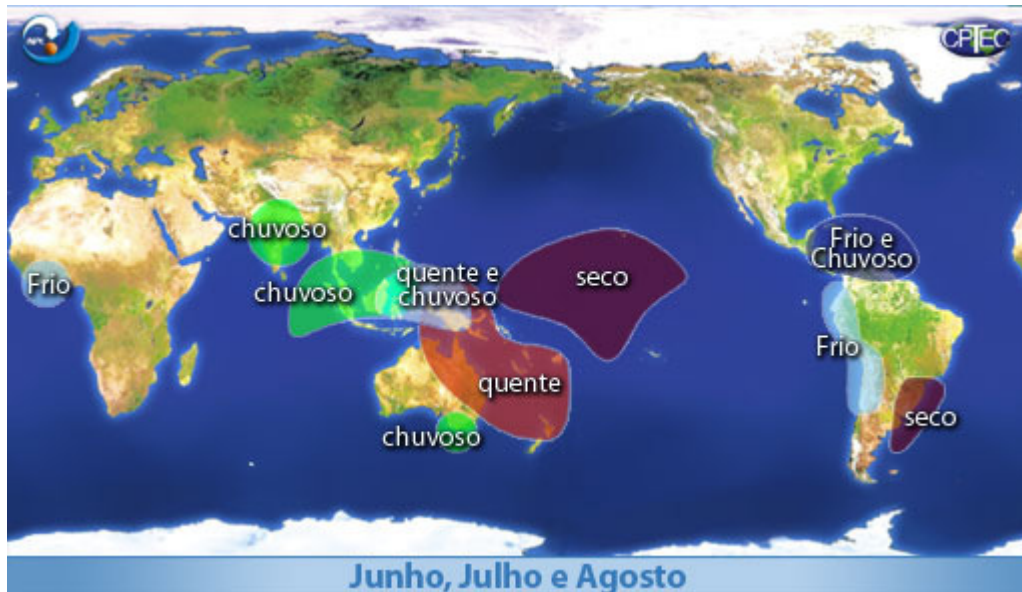 CPTEC
chuvoso
Frio e
Chuvoso
Frio
chuvoso
quente e
chuvoso
seco
Frio
quente
seco
chuvoso
Junho, Julho e Agosto